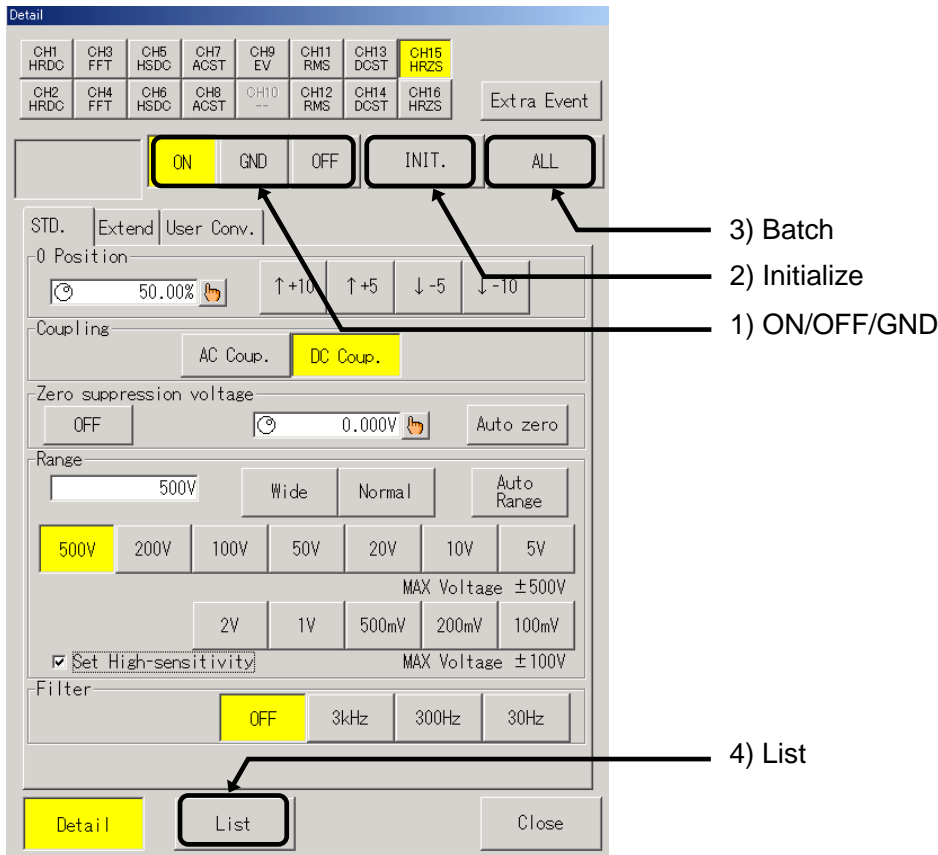 Detail
CH1 CH3 CH5 CH7 CH9 CH11 CH13 CH15
HRDC FFT HSDC ACST EV RMS DCST HRZS
CH2 CH4 CH6 CH8 CH10 CH12 CH14 CH16
HRDC FFT HSDC ACST -- RMS DCST HRZS
Extra Event
ON GND OFF INIT. ALL
3) Batch
2) Initialize
1) ON/OFF/GND
STD. Extend User Conv.
0 Position
50.00% ↑+10 ↑+5 ↓-5 ↓-10
Coupling
AC Coup. DC Coup.
Zero suppression voltage
OFF 0.000V Auto zero
Range
500V Wide Normal Auto
Range
500V 200V 100V 50V 20V 10V 5V
MAX Voltage ±500V
2V 1V 500mV 200mV 100mV
Set High-sensitivity MAX Voltage ±100V
Filter
OFF 3kHz 300Hz 30Hz
4) List
Detail List Close